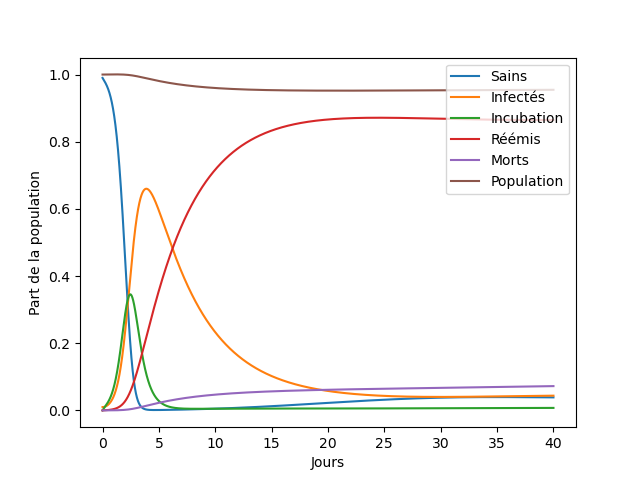 Part de la population
1.0
0.8
0.6
0.4
0.2
0.0
Sains
Infectés
Incubation
Réémis
Morts
Population
0 5 10 15 20 25 30 35 40
Jours